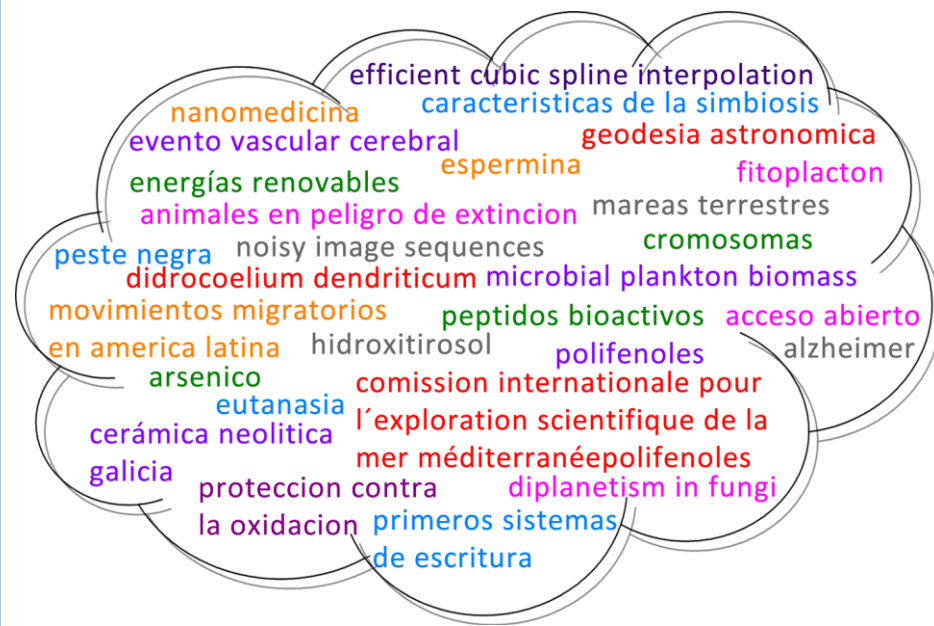 efficient cubic spline interpolation
nanomedicina
caracteristicas de la simbiosis
evento vascular cerebral
geodesia astronomica
espermina
fitoplacton
energías renovables
animales en peligro de extincion
mareas terrestres
peste negra
noisy image sequences
cromosomas
didrocoelium dendriticum
microbial plankton biomass
movimientos migratorios
en america latina
peptidos bioactivos
acceso abierto
hidroxitirosol
polifenoles
alzheimer
arsenico
comission internationale pour
l´exploration scientifique de la
mer méditerranéepolifenoles
eutanasia
cerámica neolitica
galicia
proteccion contra
la oxidacion
diplanetism in fungi
primeros sistemas
de escritura